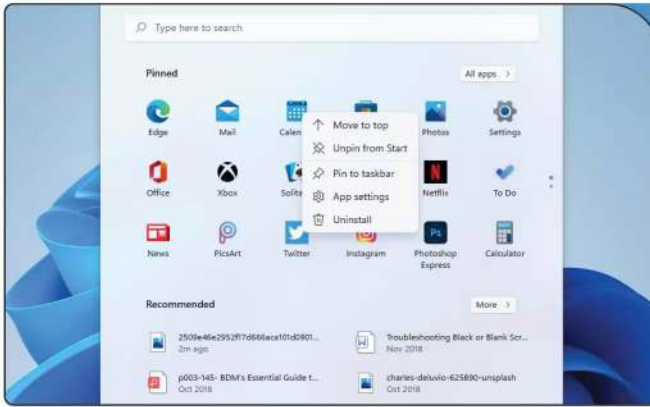 Type here to search
Pinned
All apps >
Edge
Mail
Calen
Photos
Settings
Move to top
Unpin from Start
Pin to taskbar
App settings
Uninstall
Office
Xbox
Solita
Netflix
To Do
News
PicsArt
Twitter
Instagram
Ps
Photoshop
Express
Calculator
Recommended
More >
2509e46e2952f17d666aca101d0901...
2m ago
Troubleshooting Black or Blank Scr...
Nov 2018
p003-145- BDM's Essential Guide t...
Oct 2018
charles-deluvio-625890-unsplash
Oct 2018